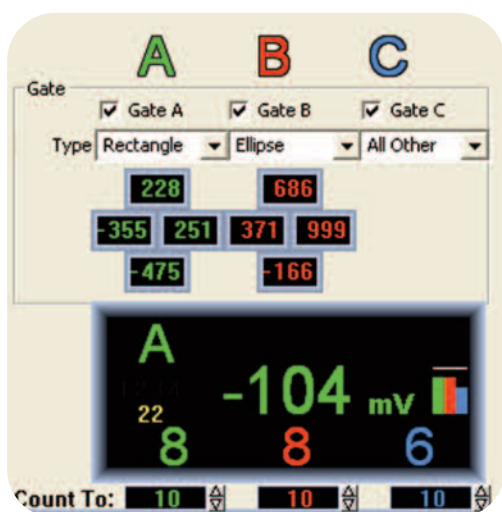 A B C
Gate
Gate A Gate B Gate C
Type Rectangle Ellipse All Other
228 686
-355 251 371 999
-475 -166
A
-104 mV
22
8 8 6
Count To: 10 10 10